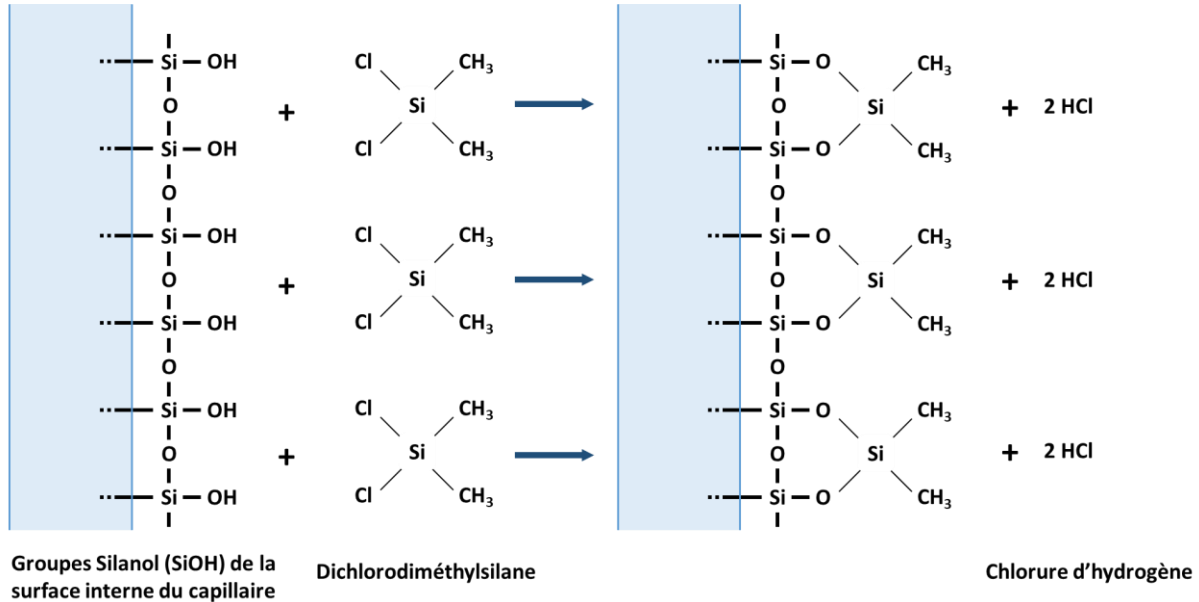 Si OH Cl CH₃ Si O CH₃
O + Si O Si + 2 HCl
Si OH Cl CH₃ Si O CH₃
O O
Si OH Cl CH₃ Si O CH₃
O + Si O Si + 2 HCl
Si OH Cl CH₃ Si O CH₃
O O
Si OH Cl CH₃ Si O CH₃
O + Si O Si + 2 HCl
Si OH Cl CH₃ Si O CH₃
Groupes Silanol (SiOH) de la
surface interne du capillaire
Dichlorodiméthylsilane
Chlorure d'hydrogène